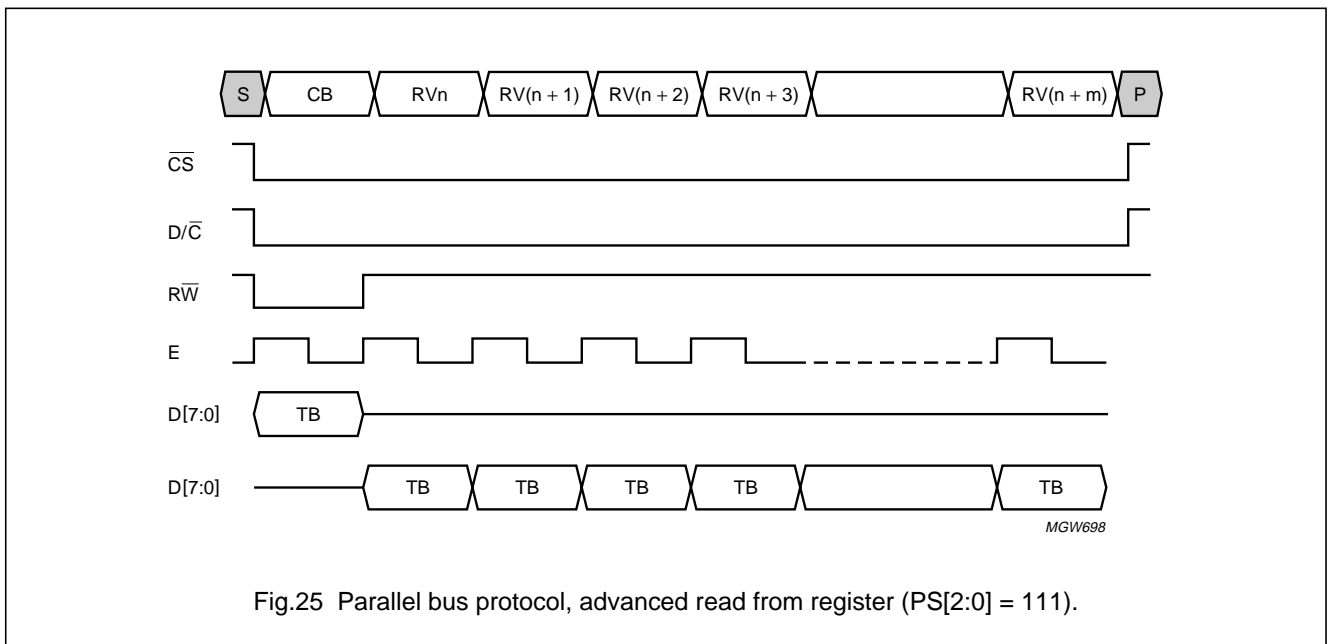 S CB RVn RV(n + 1) RV(n + 2) RV(n + 3) RV(n + m) P
C̅S̅
D/C̅
RW̅
E
D[7:0] TB
D[7:0] TB TB TB TB TB
MGW698
Fig.25 Parallel bus protocol, advanced read from register (PS[2:0] = 111).